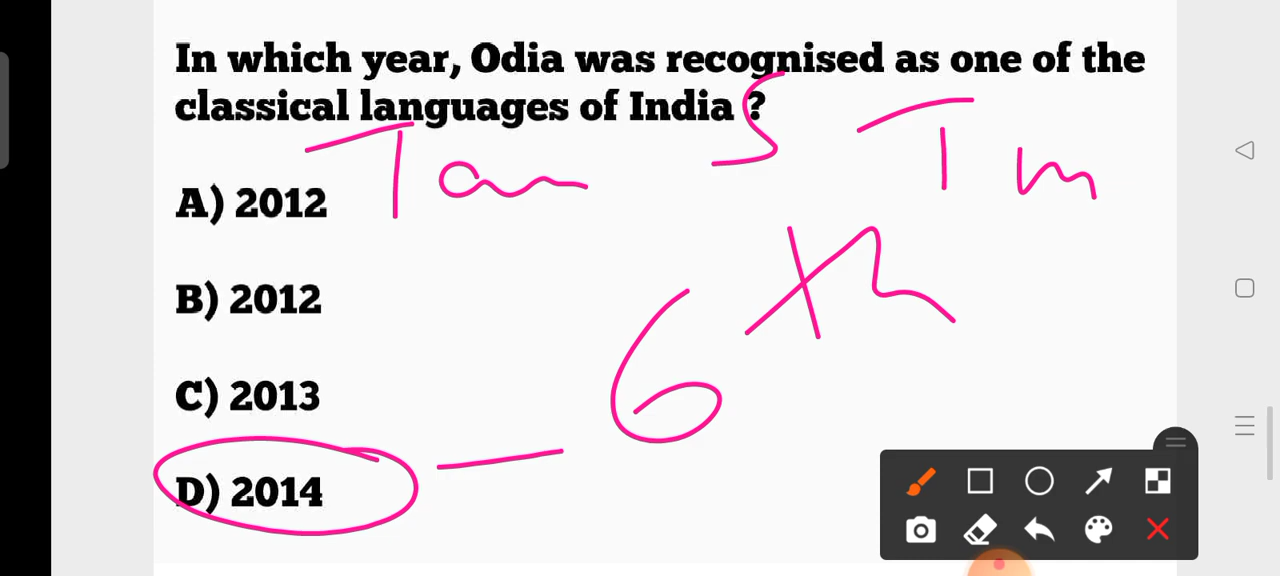 In which year, Odia was recognised as one of the
classical languages of India ?
Tam 5 Tm
A) 2012
6th
B) 2012
C) 2013
D) 2014